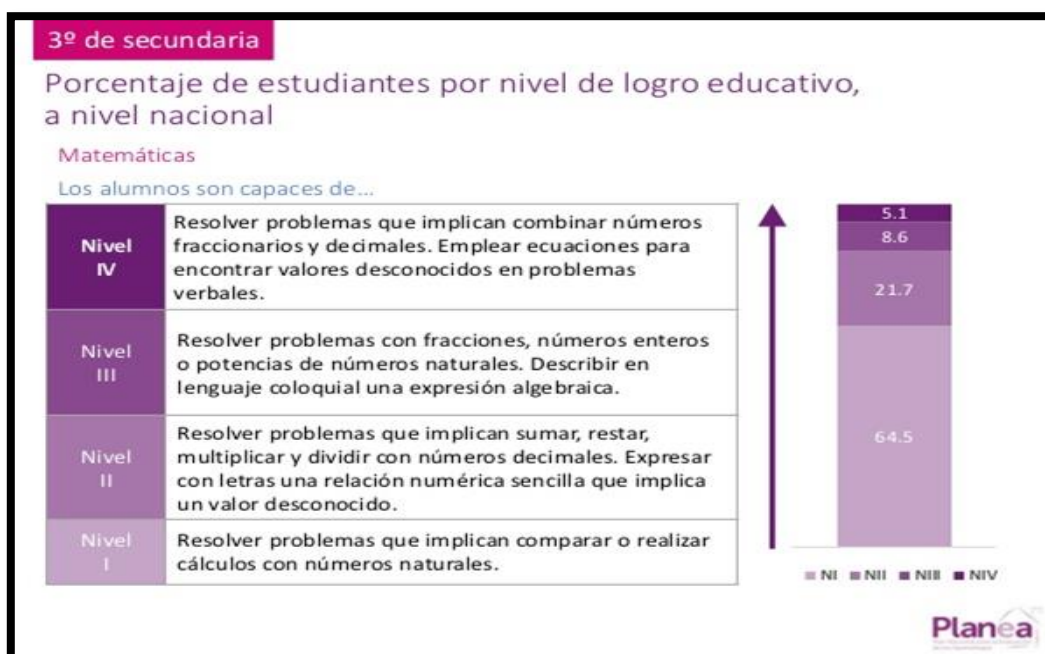 3º de secundaria
Porcentaje de estudiantes por nivel de logro educativo,
a nivel nacional
Matemáticas
Los alumnos son capaces de...
Nivel
IV
Resolver problemas que implican combinar números
fraccionarios y decimales. Emplear ecuaciones para
encontrar valores desconocidos en problemas
verbales.
Nivel
III
Resolver problemas con fracciones, números enteros
o potencias de números naturales. Describir en
lenguaje coloquial una expresión algebraica.
Nivel
II
Resolver problemas que implican sumar, restar,
multiplicar y dividir con números decimales. Expresar
con letras una relación numérica sencilla que implica
un valor desconocido.
Nivel
I
Resolver problemas que implican comparar o realizar
cálculos con números naturales.
5.1
8.6
21.7
64.5
NI NII NIII NIV
Planea